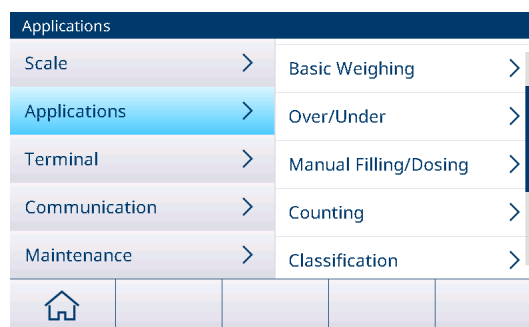 Applications
Scale
Applications
Terminal
Communication
Maintenance
Basic Weighing
Over/Under
Manual Filling/Dosing
Counting
Classification